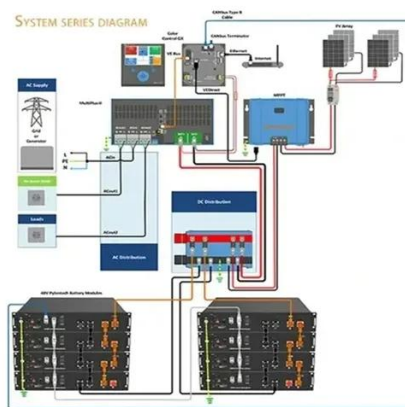 SYSTEM SERIES DIAGRAM
CANbus Type B
Cable
Color
Control GX
CANbus Terminator
PV Array
VE Bus
Ethernet
Internet
AC Supply
MultiPlus-II
VE.Direct
MPPT
Grid
or
Generator
L
PE
N
ACin
ACout1
Loads
ACout2
DC Distribution
AC Distribution
48V Pylontech Battery Modules